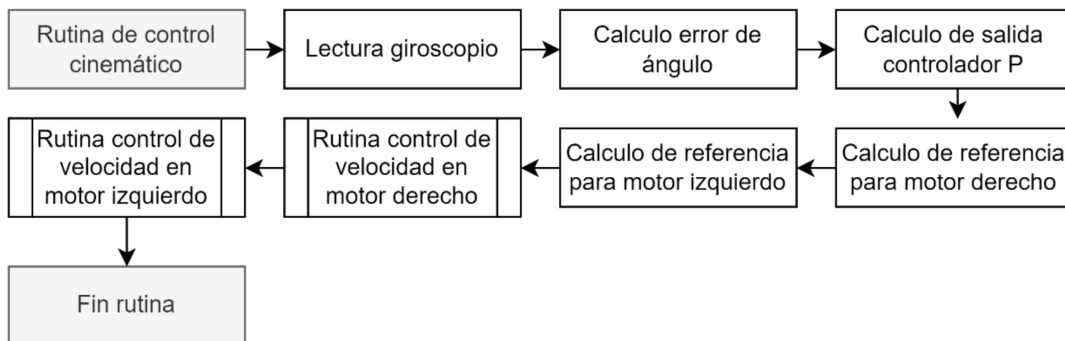 Rutina de control
cinemático
Lectura giroscopio
Calculo error de
ángulo
Calculo de salida
controlador P
Calculo de referencia
para motor derecho
Calculo de referencia
para motor izquierdo
Rutina control de
velocidad en
motor derecho
Rutina control de
velocidad en
motor izquierdo
Fin rutina